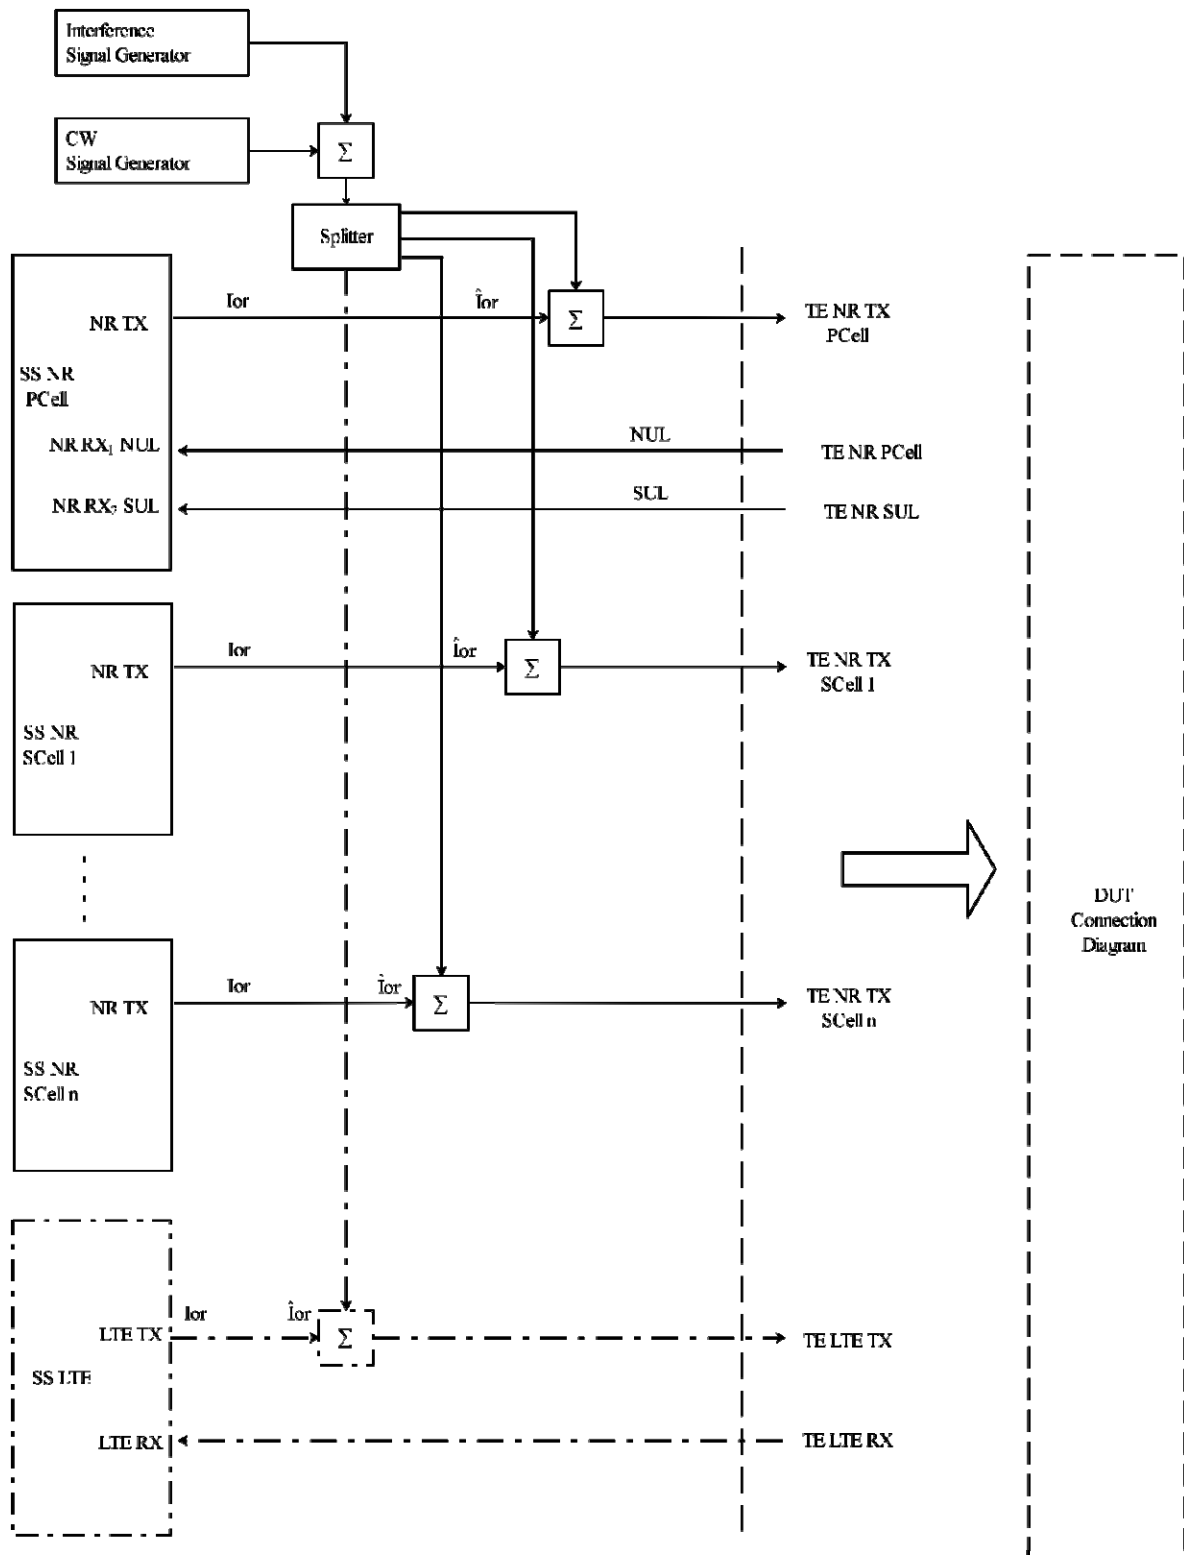 Interference
Signal Generator
CW
Signal Generator
Σ
Splitter
NR TX
Ior
Îor
Σ
TE NR TX
PCell
SS NR
PCell
NR RX₁ NUL
NUL
TE NR PCell
NR RX₂ SUL
SUL
TE NR SUL
NR TX
Ior
Îor
Σ
TE NR TX
SCell 1
SS NR
SCell 1
DUT
Connection
Diagram
NR TX
Ior
Îor
Σ
TE NR TX
SCell n
SS NR
SCell n
LTE TX
Ior
Îor
Σ
TE LTE TX
SS LTE
LTE RX
TE LTE RX